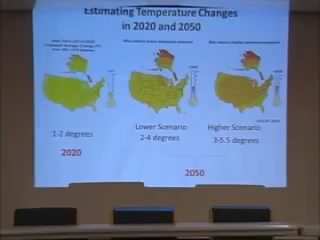 Estimating Temperature Changes
in 2020 and 2050
1-2 degrees
2020
Lower Scenario
2-4 degrees
Higher Scenario
3-5.5 degrees
2050